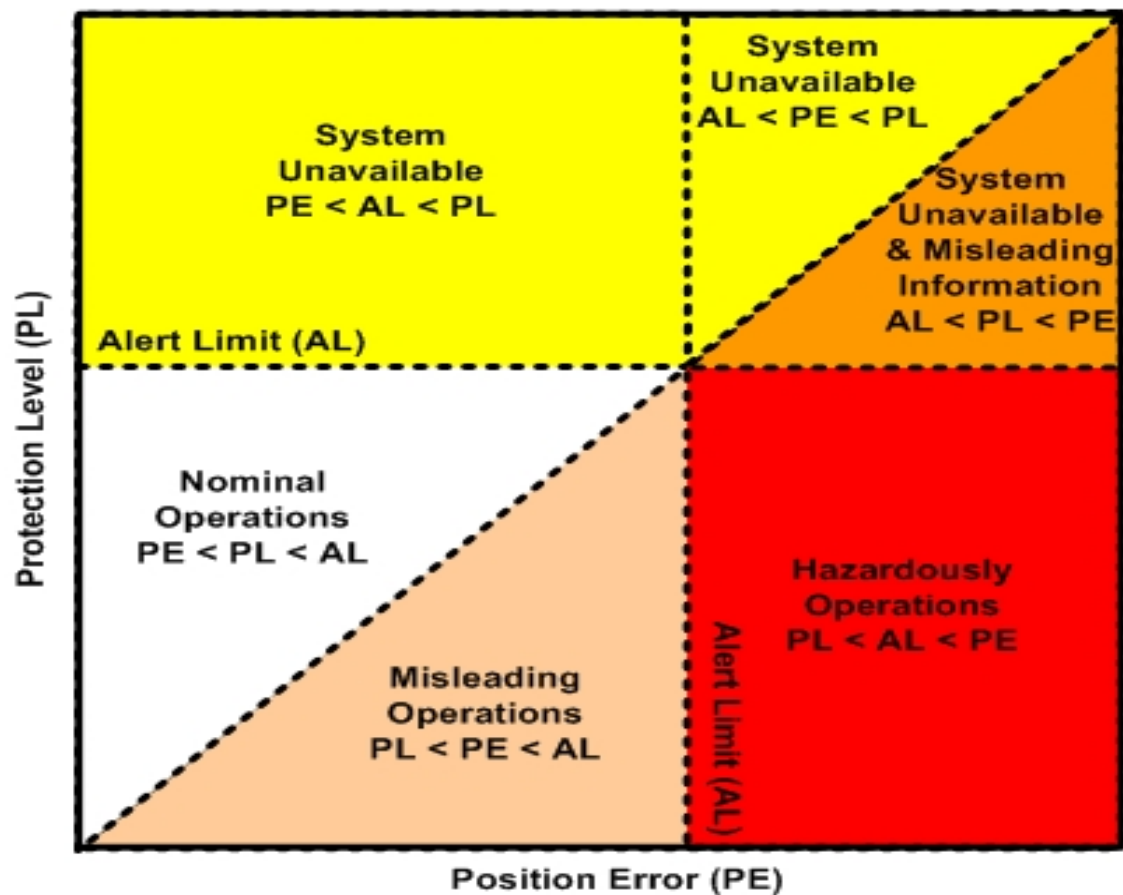 System
Unavailable
PE < AL < PL
System
Unavailable
AL < PE < PL
System
Unavailable
& Misleading
Information
AL < PL < PE
Alert Limit (AL)
Protection Level (PL)
Nominal
Operations
PE < PL < AL
Misleading
Operations
PL < PE < AL
Hazardously
Operations
PL < AL < PE
Alert Limit (AL)
Position Error (PE)